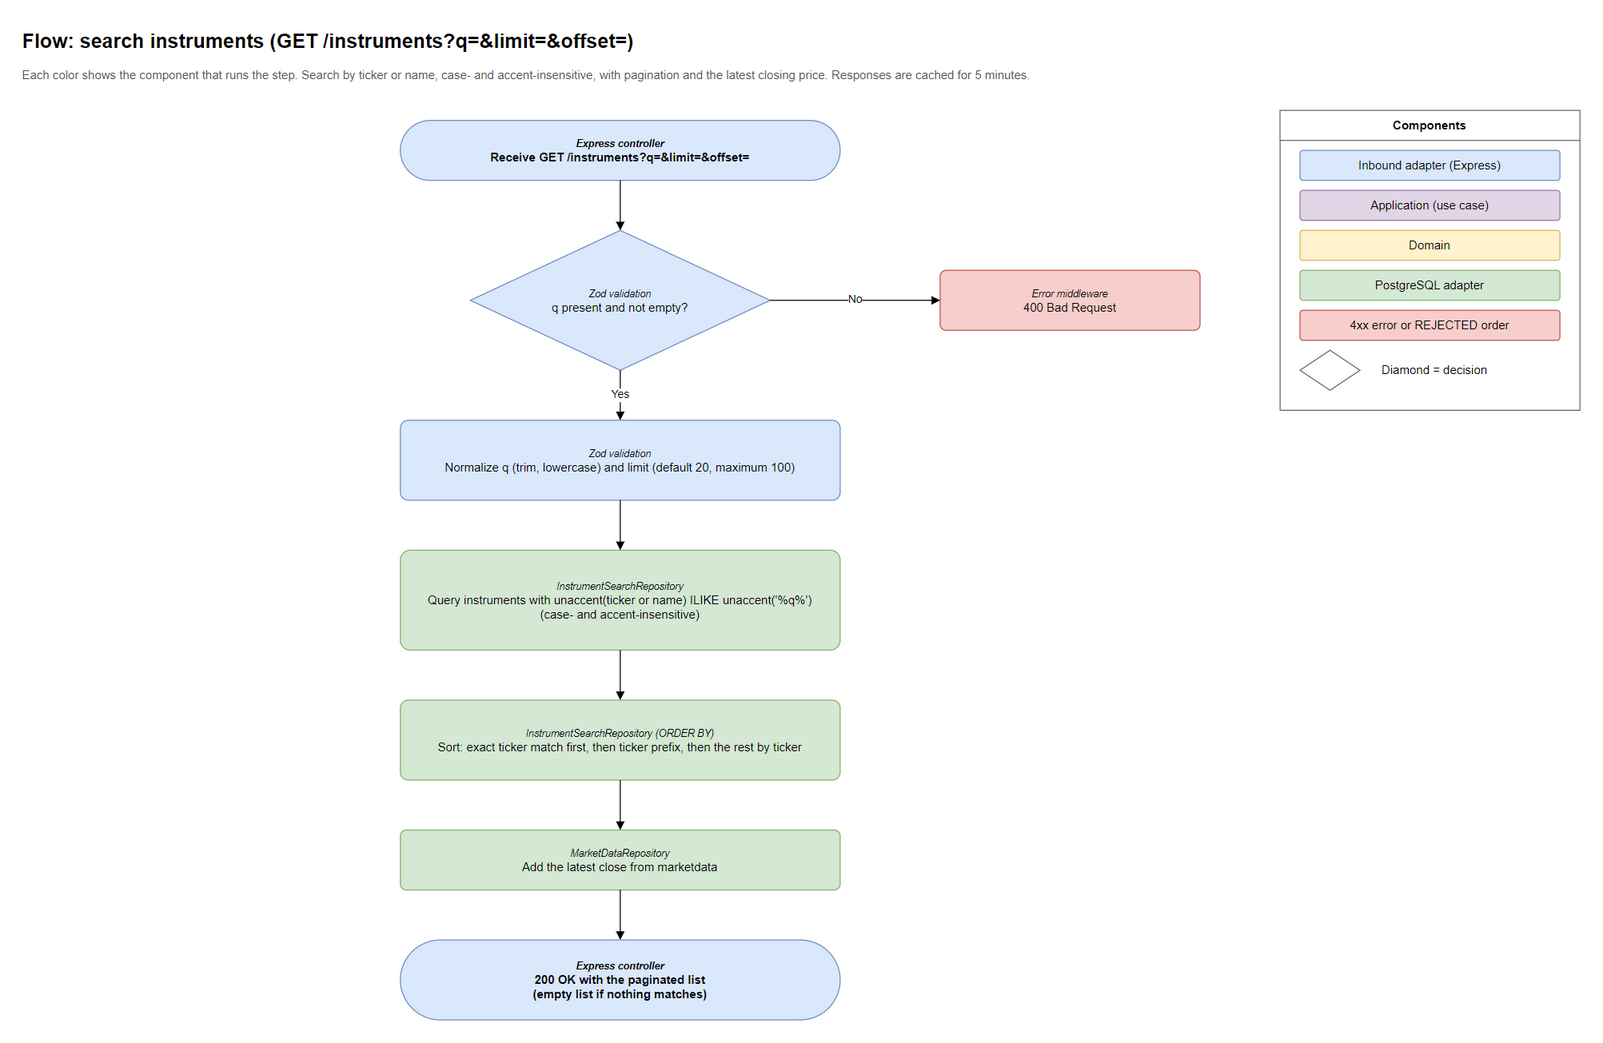 Flow: search instruments (GET /instruments?q=&limit=&offset=)
Each color shows the component that runs the step. Search by ticker or name, case- and accent-insensitive, with pagination and the latest closing price. Responses are cached for 5 minutes.
Express controller
Receive GET /instruments?q=&limit=&offset=
Zod validation
q present and not empty?
No
Error middleware
400 Bad Request
Yes
Zod validation
Normalize q (trim, lowercase) and limit (default 20, maximum 100)
InstrumentSearchRepository
Query instruments with unaccent(ticker or name) ILIKE unaccent('%q%')
(case- and accent-insensitive)
InstrumentSearchRepository (ORDER BY)
Sort: exact ticker match first, then ticker prefix, then the rest by ticker
MarketDataRepository
Add the latest close from marketdata
Express controller
200 OK with the paginated list
(empty list if nothing matches)
Components
Inbound adapter (Express)
Application (use case)
Domain
PostgreSQL adapter
4xx error or REJECTED order
Diamond = decision